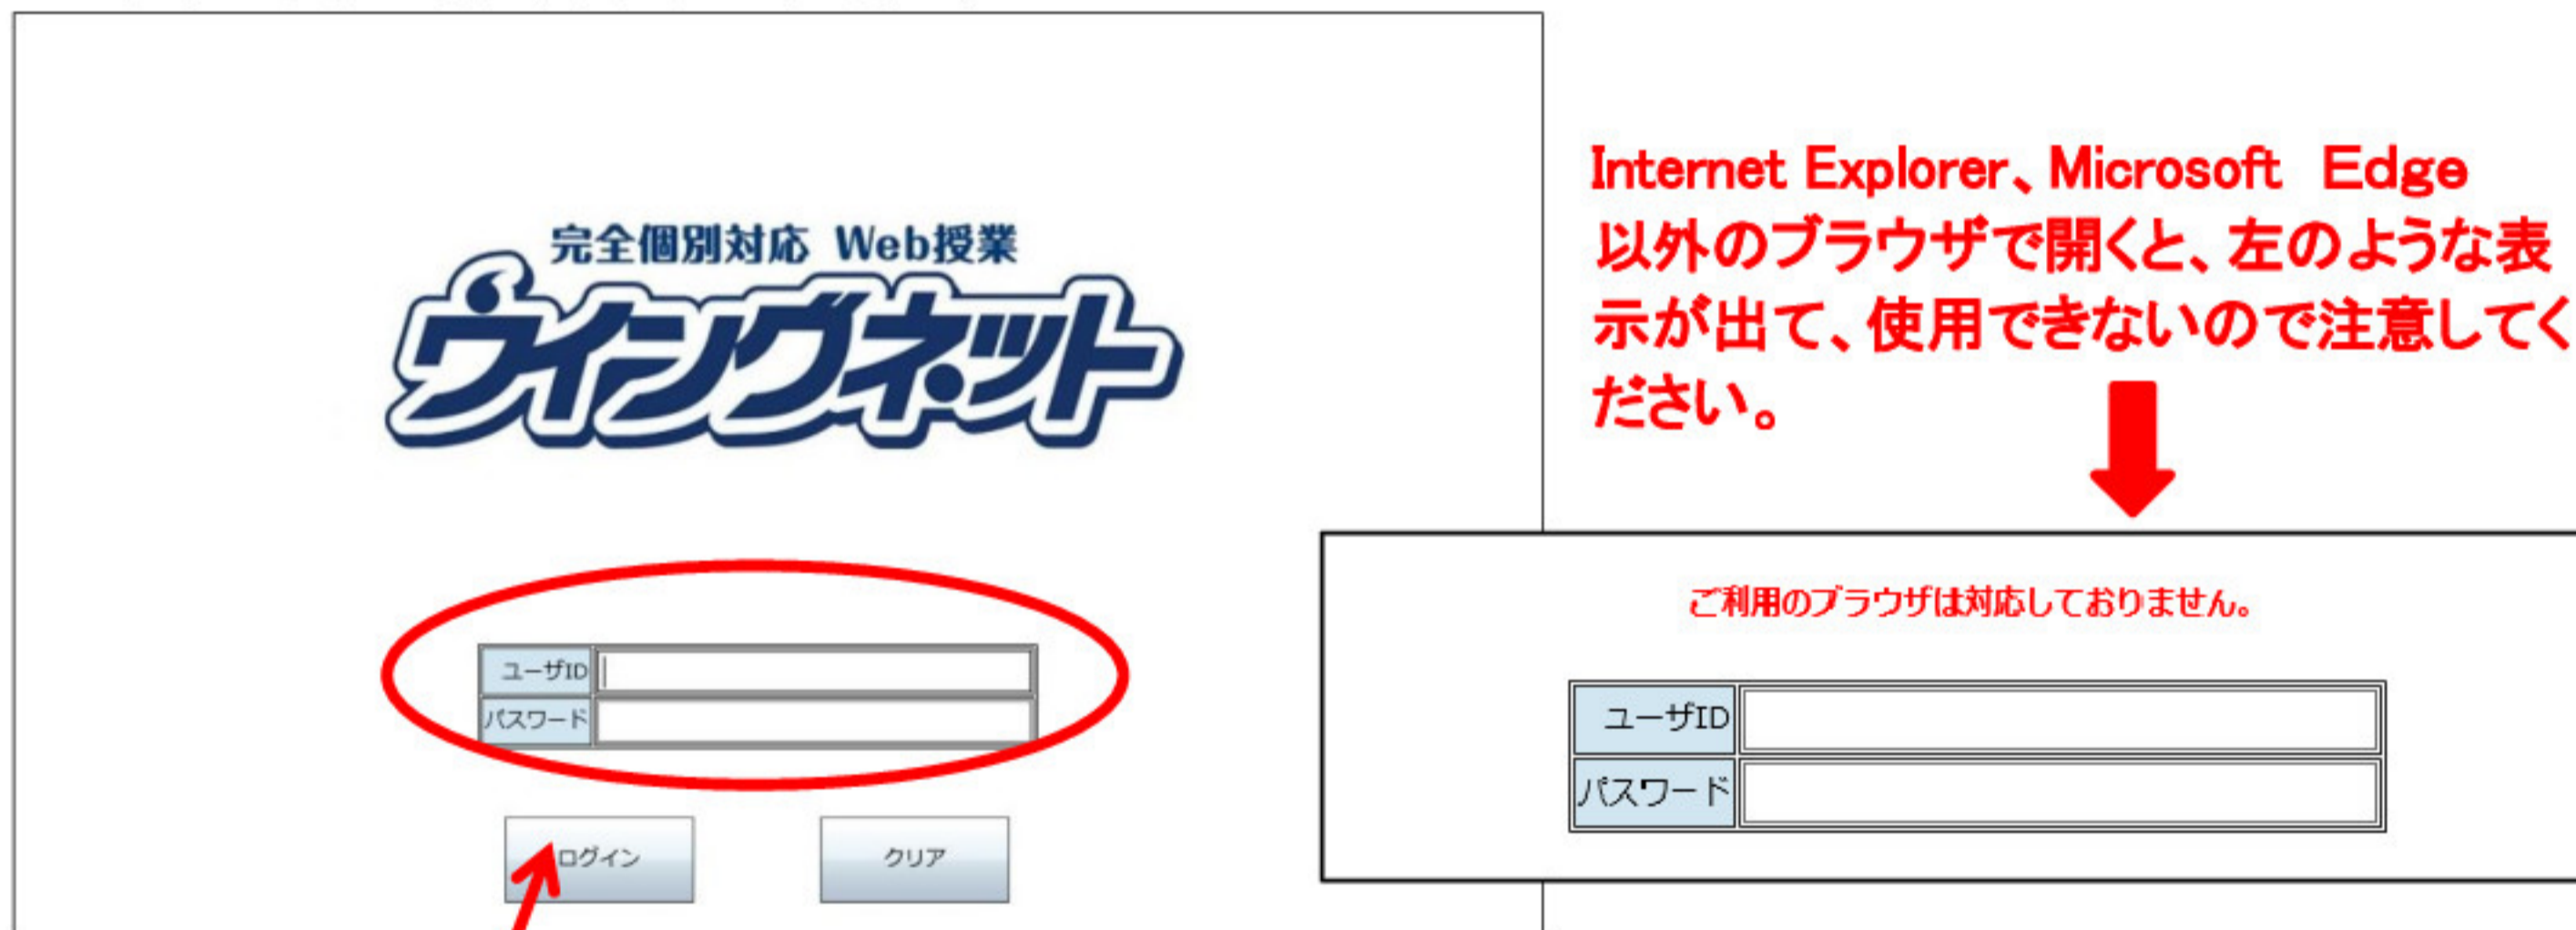 完全個別対応 Web授業
ウイングネット
ユーザID
パスワード
ログイン
クリア
Internet Explorer、Microsoft　Edge
以外のブラウザで開くと、左のような表
示が出て、使用できないので注意してく
ださい。
ご利用のブラウザは対応しておりません。
ユーザID
パスワード